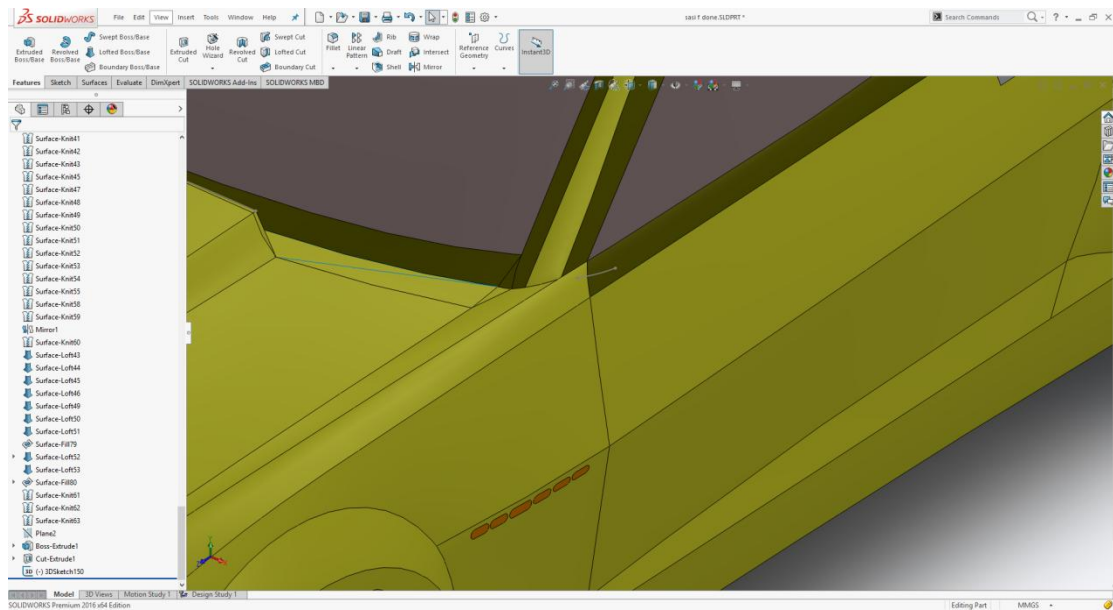 SOLIDWORKS File Edit View Insert Tools Window Help sasi t done.SLDPRT * Search Commands
Extruded Boss/Base
Revolved Boss/Base
Swept Boss/Base
Lofted Boss/Base
Boundary Boss/Base
Extruded Cut
Hole Wizard
Revolved Cut
Swept Cut
Lofted Cut
Boundary Cut
Fillet
Linear Pattern
Rib
Draft
Shell
Wrap
Intersect
Mirror
Reference Geometry
Curves
Instant3D
Features Sketch Surfaces Evaluate DimXpert SOLIDWORKS Add-Ins SOLIDWORKS MBD
Surface-Knit41
Surface-Knit42
Surface-Knit43
Surface-Knit45
Surface-Knit47
Surface-Knit48
Surface-Knit49
Surface-Knit50
Surface-Knit51
Surface-Knit52
Surface-Knit53
Surface-Knit54
Surface-Knit55
Surface-Knit58
Surface-Knit59
Mirror1
Surface-Knit60
Surface-Loft43
Surface-Loft44
Surface-Loft45
Surface-Loft46
Surface-Loft49
Surface-Loft50
Surface-Loft51
Surface-Fill79
Surface-Loft52
Surface-Loft53
Surface-Fill80
Surface-Knit61
Surface-Knit62
Surface-Knit63
Plane2
Boss-Extrude1
Cut-Extrude1
3D (-) 3DSketch150
Model 3D Views Motion Study 1 Design Study 1
SOLIDWORKS Premium 2016 x64 Edition Editing Part MMGS